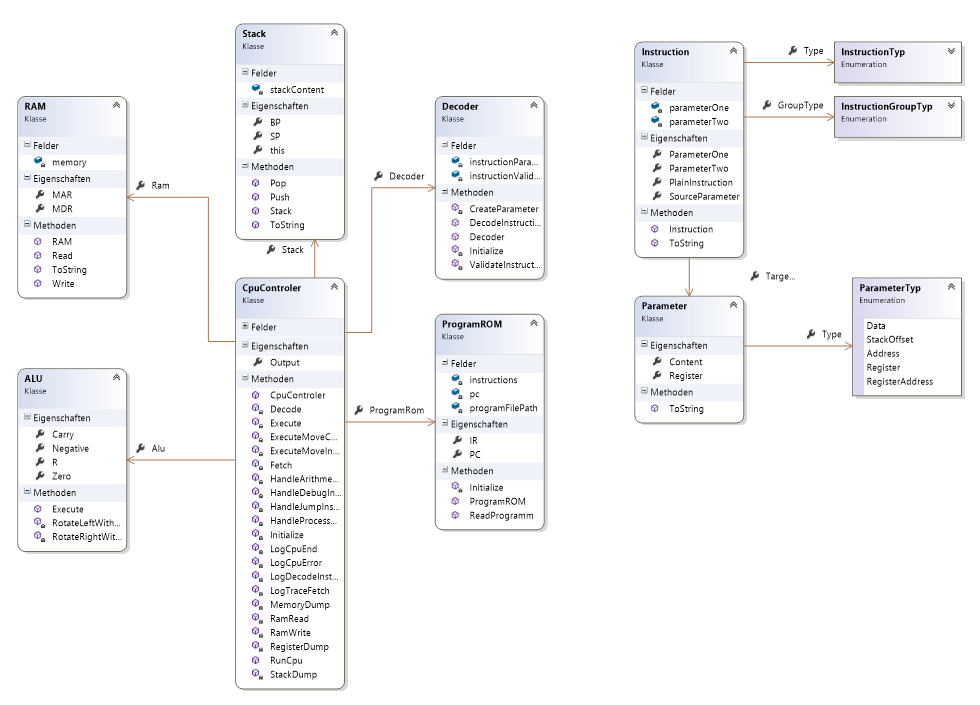 Stack
Klasse
Felder
stackContent
Eigenschaften
BP
SP
this
Methoden
Pop
Push
Stack
ToString
Stack
RAM
Klasse
Felder
memory
Eigenschaften
MAR
MDR
Methoden
RAM
Read
ToString
Write
Ram
Decoder
Klasse
Felder
instructionPara...
instructionValid...
Methoden
CreateParameter
DecodeInstructi...
Decoder
Initialize
ValidateInstruct...
Decoder
CpuControler
Klasse
Felder
Eigenschaften
Output
Methoden
CpuControler
Decode
Execute
ExecuteMoveC...
ExecuteMoveIn...
Fetch
HandleArithme...
HandleDebugIn...
HandleJumpIns...
HandleProcess...
Initialize
LogCpuEnd
LogCpuError
LogDecodeInst...
LogTraceFetch
MemoryDump
RamRead
RamWrite
RegisterDump
RunCpu
StackDump
ALU
Klasse
Eigenschaften
Carry
Negative
R
Zero
Methoden
Execute
RotateLeftWith...
RotateRightWit...
Alu
ProgramROM
Klasse
Felder
instructions
pc
programFilePath
Eigenschaften
IR
PC
Methoden
Initialize
ProgramROM
ReadProgramm
ProgramRom
Instruction
Klasse
Felder
parameterOne
parameterTwo
Eigenschaften
ParameterOne
ParameterTwo
PlainInstruction
SourceParameter
Methoden
Instruction
ToString
Type
InstructionTyp
Enumeration
GroupType
InstructionGroupTyp
Enumeration
Targe...
Parameter
Klasse
Eigenschaften
Content
Register
Methoden
ToString
Type
ParameterTyp
Enumeration
Data
StackOffset
Address
Register
RegisterAddress